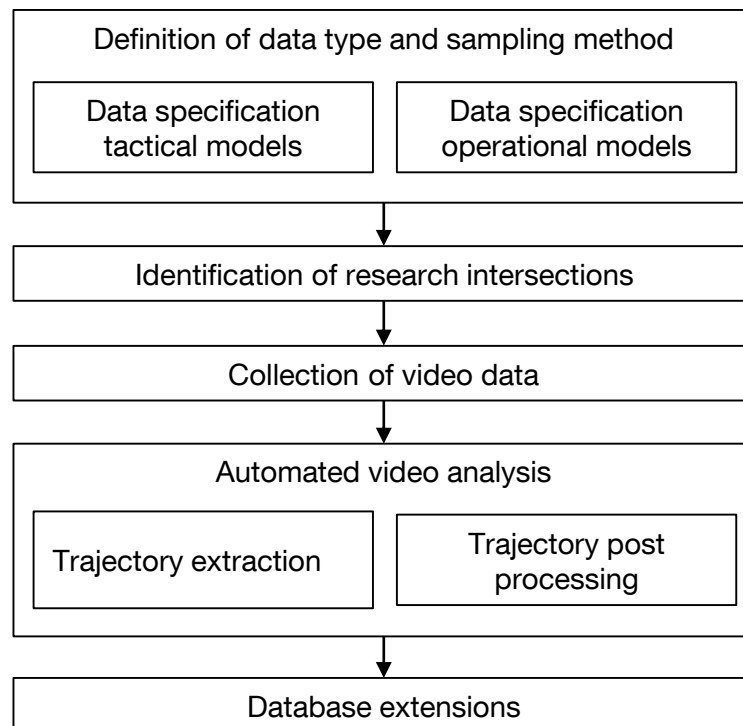 Definition of data type and sampling method
Data specification
tactical models
Data specification
operational models
Identification of research intersections
Collection of video data
Automated video analysis
Trajectory extraction
Trajectory post
processing
Database extensions